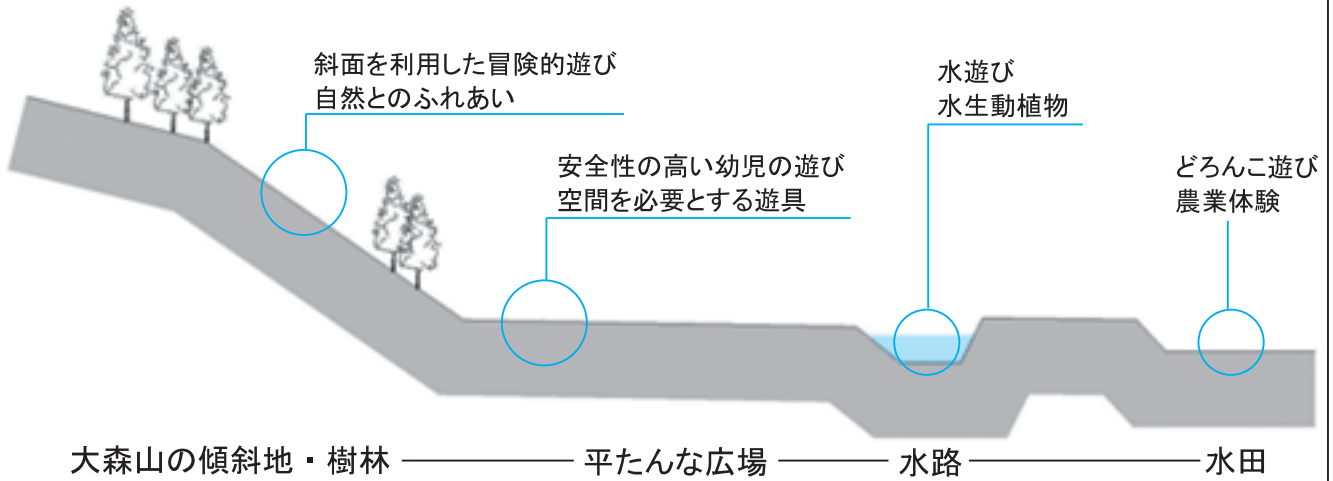 斜面を利用した冒険的遊び
自然とのふれあい
水遊び
水生動植物
安全性の高い幼児の遊び
空間を必要とする遊具
どろんこ遊び
農業体験
大森山の傾斜地・樹林
平たんな広場
水路
水田